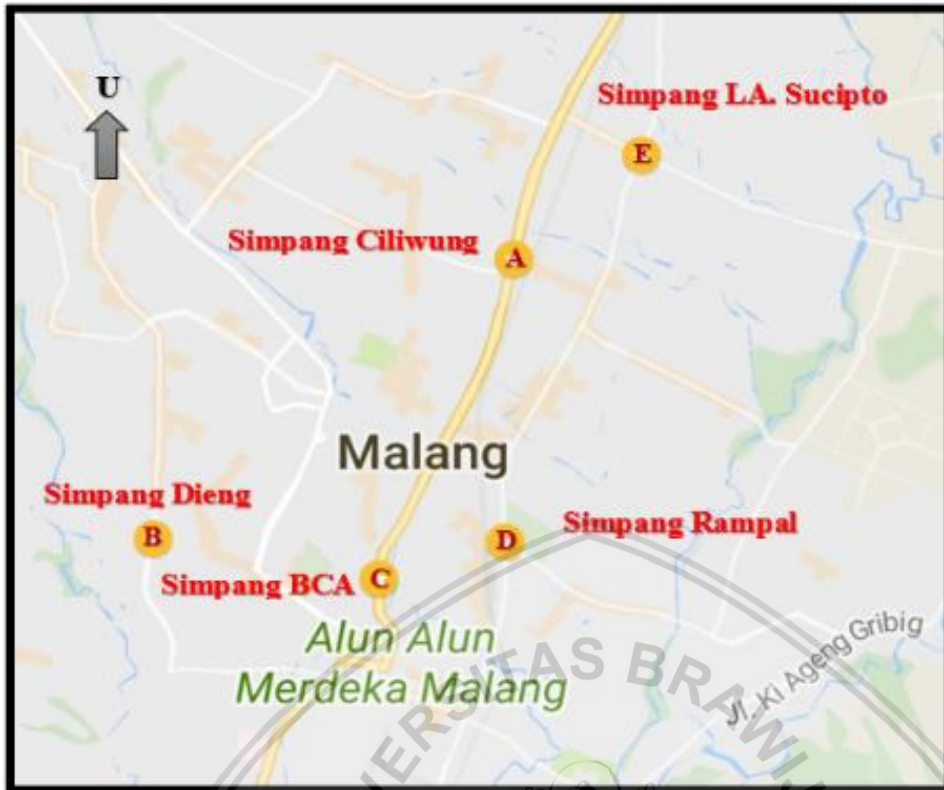 U
Simpang LA. Sucipto
E
Simpang Ciliwung
A
Malang
Simpang Dieng
B
Simpang Rampal
D
Simpang BCA
C
Alun Alun
Merdeka Malang
Jl. Ki Ageng Gribig